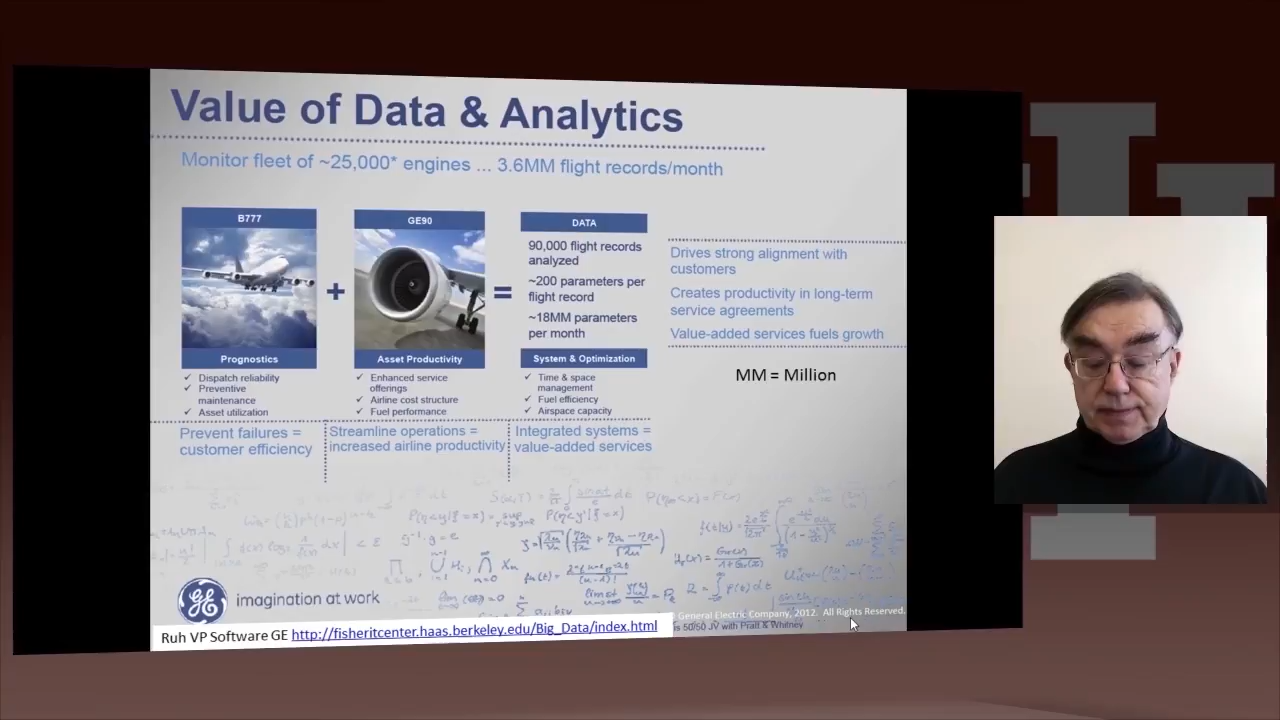 Value of Data & Analytics
Monitor fleet of ~25,000* engines ... 3.6MM flight records/month
B777
Prognostics
✓ Dispatch reliability
✓ Preventive
maintenance
✓ Asset utilization
Prevent failures =
customer efficiency
+
GE90
Asset Productivity
✓ Enhanced service
offerings
✓ Airline cost structure
✓ Fuel performance
Streamline operations =
increased airline productivity
=
DATA
90,000 flight records
analyzed
~200 parameters per
flight record
~18MM parameters
per month
System & Optimization
✓ Time & space
management
✓ Fuel efficiency
✓ Airspace capacity
Integrated systems =
value-added services
Drives strong alignment with
customers
Creates productivity in long-term
service agreements
Value-added services fuels growth
MM = Million
GE
imagination at work
General Electric Company, 2012. All Rights Reserved.
is 50/50 JV with Pratt & Whitney
Ruh VP Software GE http://fisheritcenter.haas.berkeley.edu/Big_Data/index.html